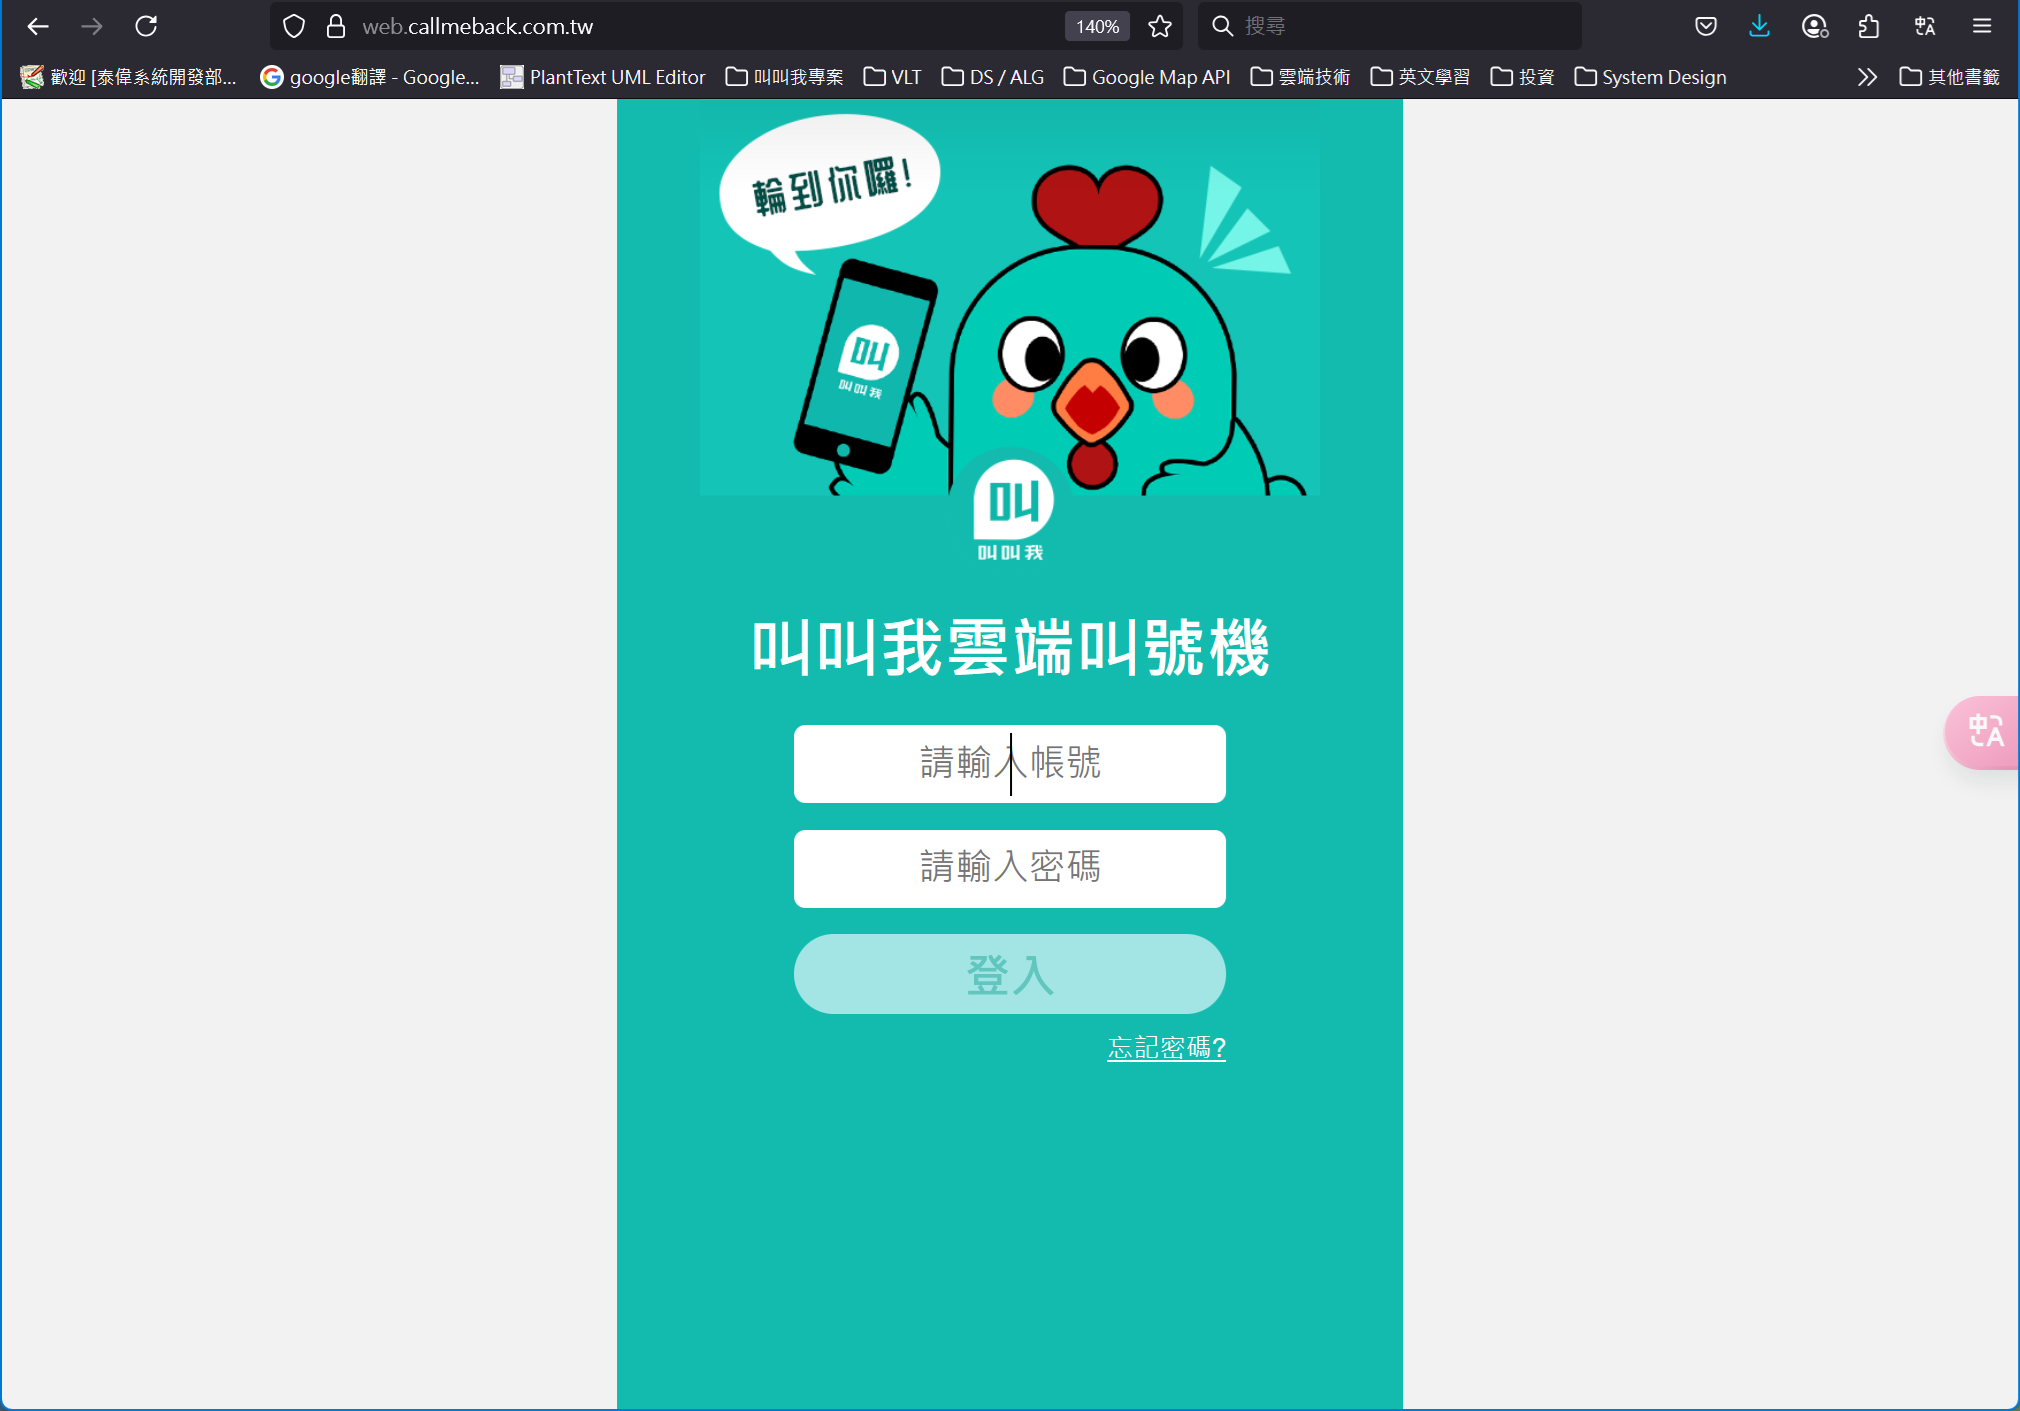 web.callmeback.com.tw
140%
搜尋
歡迎 [泰偉系統開發部...
google翻譯 - Google...
PlantText UML Editor
叫叫我專案
VLT
DS / ALG
Google Map API
雲端技術
英文學習
投資
System Design
其他書籤
輪到你囉!
叫
叫叫我
叫
叫叫我
叫叫我雲端叫號機
請輸入帳號
請輸入密碼
登入
忘記密碼?